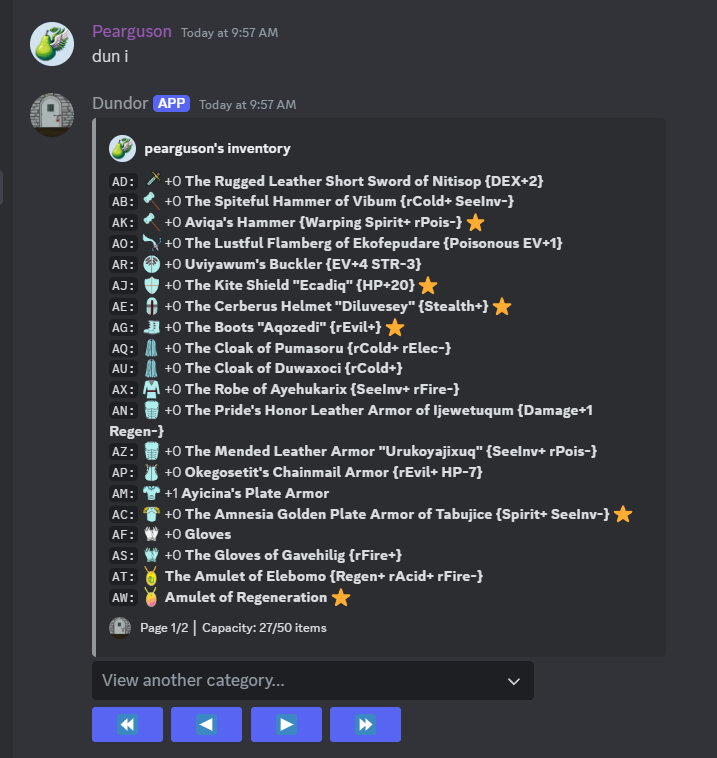 Pearguson Today at 9:57 AM
dun i
Dundor APP Today at 9:57 AM
pearguson's inventory
AD: +0 The Rugged Leather Short Sword of Nitisop {DEX+2}
AB: +0 The Spiteful Hammer of Vibum {rCold+ SeeInv-}
AK: +0 Aviqa's Hammer {Warping Spirit+ rPois-}
AO: +0 The Lustful Flamberg of Ekofepudare {Poisonous EV+1}
AR: +0 Uviyawum's Buckler {EV+4 STR-3}
AJ: +0 The Kite Shield "Ecadiq" {HP+20}
AE: +0 The Cerberus Helmet "Diluvesey" {Stealth+}
AG: +0 The Boots "Aqozedi" {rEvil+}
AQ: +0 The Cloak of Pumasoru {rCold+ rElec-}
AU: +0 The Cloak of Duwaxoci {rCold+}
AX: +0 The Robe of Ayehukarix {SeeInv+ rFire-}
AN: +0 The Pride's Honor Leather Armor of Ijewetuqum {Damage+1
Regen-}
AZ: +0 The Mended Leather Armor "Urukoyajixuq" {SeeInv+ rPois-}
AP: +0 Okegosetit's Chainmail Armor {rEvil+ HP-7}
AM: +1 Ayicina's Plate Armor
AC: +0 The Amnesia Golden Plate Armor of Tabujice {Spirit+ SeeInv-}
AF: +0 Gloves
AS: +0 The Gloves of Gavehilig {rFire+}
AT: The Amulet of Elebomo {Regen+ rAcid+ rFire-}
AW: Amulet of Regeneration
Page 1/2 | Capacity: 27/50 items
View another category...